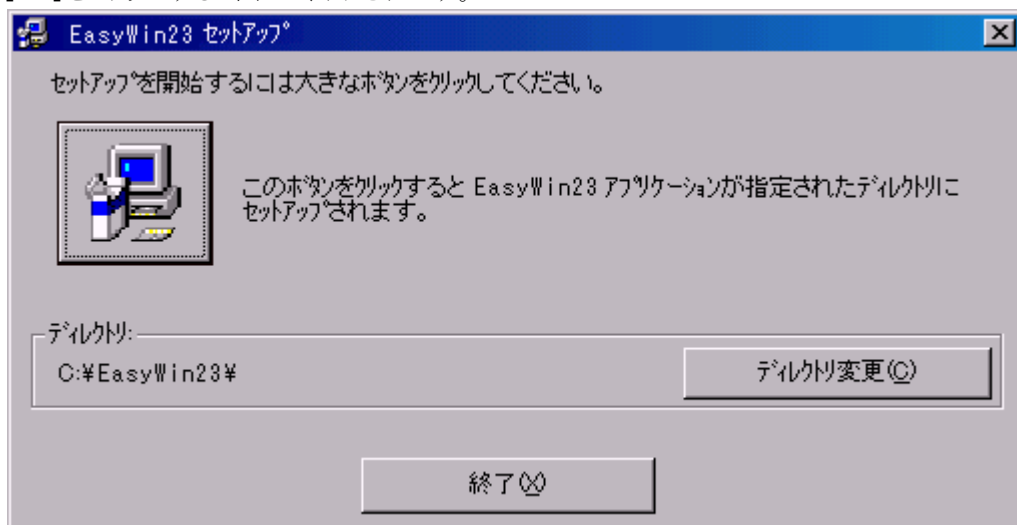 EasyWin23 ｾｯﾄｱｯﾌﾟ
ｾｯﾄｱｯﾌﾟを開始するには大きなﾎﾞﾀﾝをｸﾘｯｸしてください。
このﾎﾞﾀﾝをｸﾘｯｸすると EasyWin23 ｱﾌﾟﾘｹｰｼｮﾝが指定されたﾃﾞｨﾚｸﾄﾘに
ｾｯﾄｱｯﾌﾟされます。
ﾃﾞｨﾚｸﾄﾘ:
C:¥EasyWin23¥
ﾃﾞｨﾚｸﾄﾘ変更(C)
終了(X)